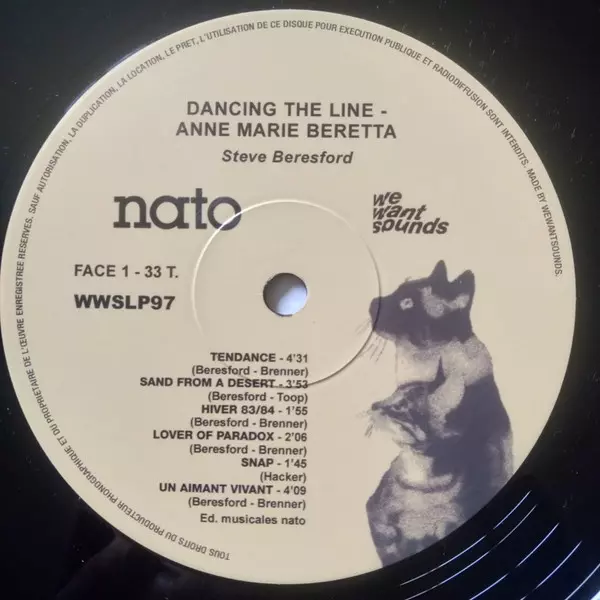 SAUF AUTORISATION, LA DUPLICATION, LA LOCATION, LE PRET, L'UTILISATION DE CE DISQUE POUR EXECUTION PUBLIQUE ET RADIODIFFUSION SONT INTERDITS. MADE BY WEWANTSOUNDS.
DANCING THE LINE -
ANNE MARIE BERETTA
Steve Beresford
nato
we
want
sounds
FACE 1 - 33 T.
WWSLP97
TENDANCE - 4'31
(Beresford - Brenner)
SAND FROM A DESERT - 3'53
(Beresford - Toop)
HIVER 83/84 - 1'55
(Beresford - Brenner)
LOVER OF PARADOX - 2'06
(Beresford - Brenner)
SNAP - 1'45
(Hacker)
UN AIMANT VIVANT - 4'09
(Beresford - Brenner)
Ed. musicales nato
TOUS DROITS DU PRODUCTEUR PHONOGRAPHIQUE ET DU PROPRIETAIRE DE L'ŒUVRE ENREGISTREE RESERVES.